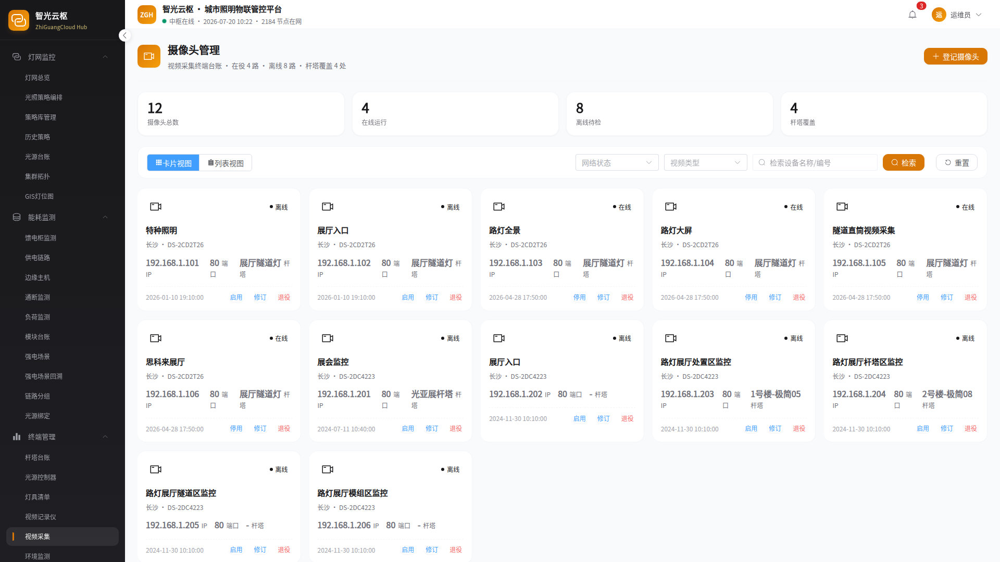 智光云枢
ZhiGuangCloud Hub
灯网监控
灯网总览
光照策略编排
策略库管理
历史策略
光源台账
集群拓扑
GIS灯位图
能耗监测
馈电柜监测
供电链路
边缘主机
通断监测
负荷监测
模块台账
强电场景
强电场景回溯
链路分组
光源绑定
终端管理
杆塔台账
光源控制器
灯具清单
视频记录仪
视频采集
环境监测
ZGH
智光云枢 • 城市照明物联管控平台
中枢在线 • 2026-07-20 10:22 • 2184 节点在网
3
运 运维员
摄像头管理
视频采集终端台账 • 在役 4 路 • 离线 8 路 • 杆塔覆盖 4 处
登记摄像头
12
摄像头总数
4
在线运行
8
离线待检
4
杆塔覆盖
卡片视图 列表视图
网络状态 视频类型 检索设备名称/编号 检索 重置
离线
特种照明
长沙 • DS-2CD2T26
192.168.1.101 IP 80 端口 展厅隧道灯 杆塔
2026-01-10 19:10:00 启用 修订 退役
离线
展厅入口
长沙 • DS-2CD2T26
192.168.1.102 IP 80 端口 展厅隧道灯 杆塔
2026-01-10 19:10:00 启用 修订 退役
在线
路灯全景
长沙 • DS-2CD2T26
192.168.1.103 IP 80 端口 展厅隧道灯 杆塔
2026-04-28 17:50:00 停用 修订 退役
在线
路灯大屏
长沙 • DS-2CD2T26
192.168.1.104 IP 80 端口 展厅隧道灯 杆塔
2026-04-28 17:50:00 停用 修订 退役
在线
隧道直筒视频采集
长沙 • DS-2CD2T26
192.168.1.105 IP 80 端口 展厅隧道灯 杆塔
2026-04-28 17:50:00 停用 修订 退役
在线
思科来展厅
长沙 • DS-2CD2T26
192.168.1.106 IP 80 端口 展厅隧道灯 杆塔
2026-04-28 17:50:00 停用 修订 退役
离线
展会监控
长沙 • DS-2DC4223
192.168.1.201 IP 80 端口 光亚展杆塔 杆塔
2024-07-11 10:40:00 启用 修订 退役
离线
展厅入口
长沙 • DS-2DC4223
192.168.1.202 IP 80 端口 - 杆塔
2024-11-30 10:10:00 启用 修订 退役
离线
路灯展厅处置区监控
长沙 • DS-2DC4223
192.168.1.203 IP 80 端口 1号楼-极简05 杆塔
2024-11-30 10:10:00 启用 修订 退役
离线
路灯展厅杆塔区监控
长沙 • DS-2DC4223
192.168.1.204 IP 80 端口 2号楼-极简08 杆塔
2024-11-30 10:10:00 启用 修订 退役
离线
路灯展厅隧道区监控
长沙 • DS-2DC4223
192.168.1.205 IP 80 端口 - 杆塔
2024-11-30 10:10:00 启用 修订 退役
离线
路灯展厅模组区监控
长沙 • DS-2DC4223
192.168.1.206 IP 80 端口 - 杆塔
2024-11-30 10:10:00 启用 修订 退役